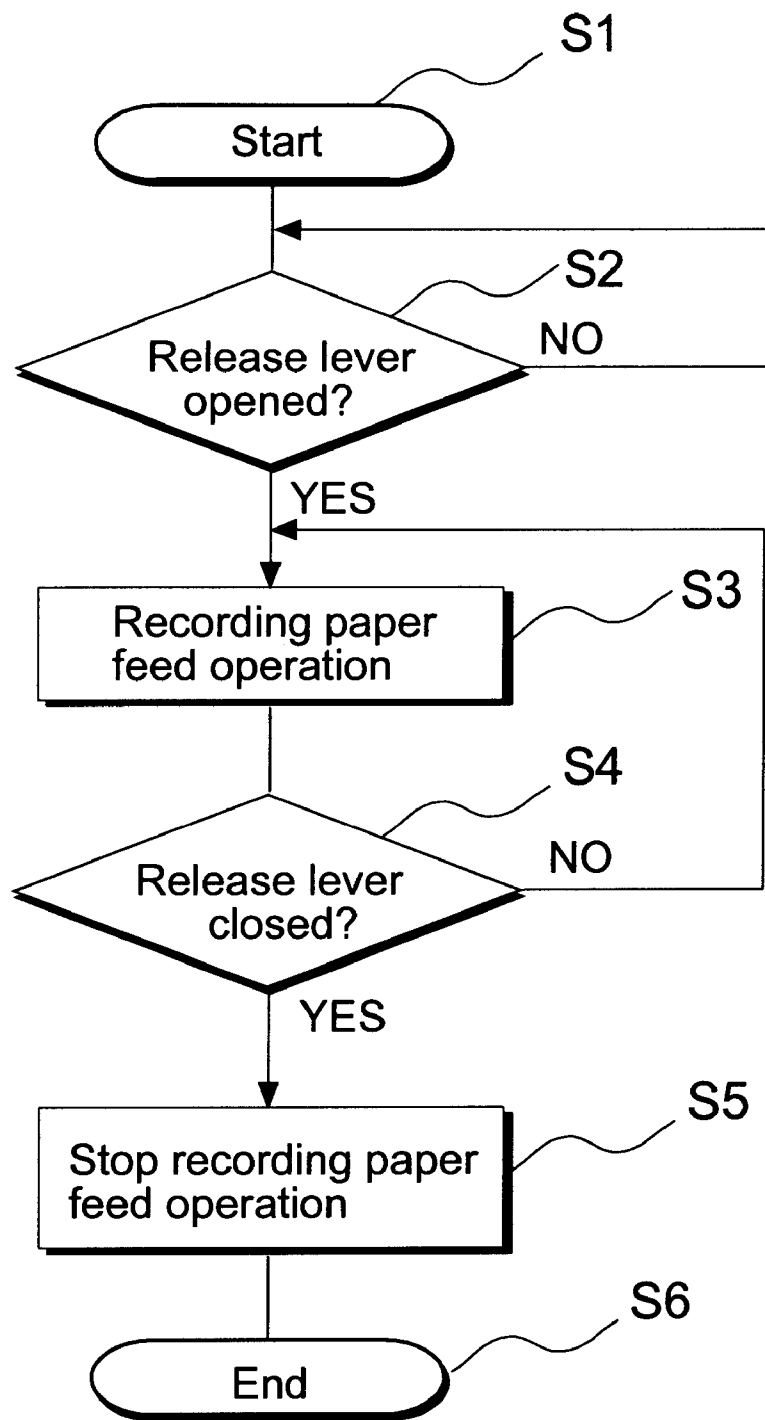 S1
Start
S2
Release lever
opened?
NO
YES
S3
Recording paper
feed operation
S4
Release lever
closed?
NO
YES
S5
Stop recording paper
feed operation
S6
End